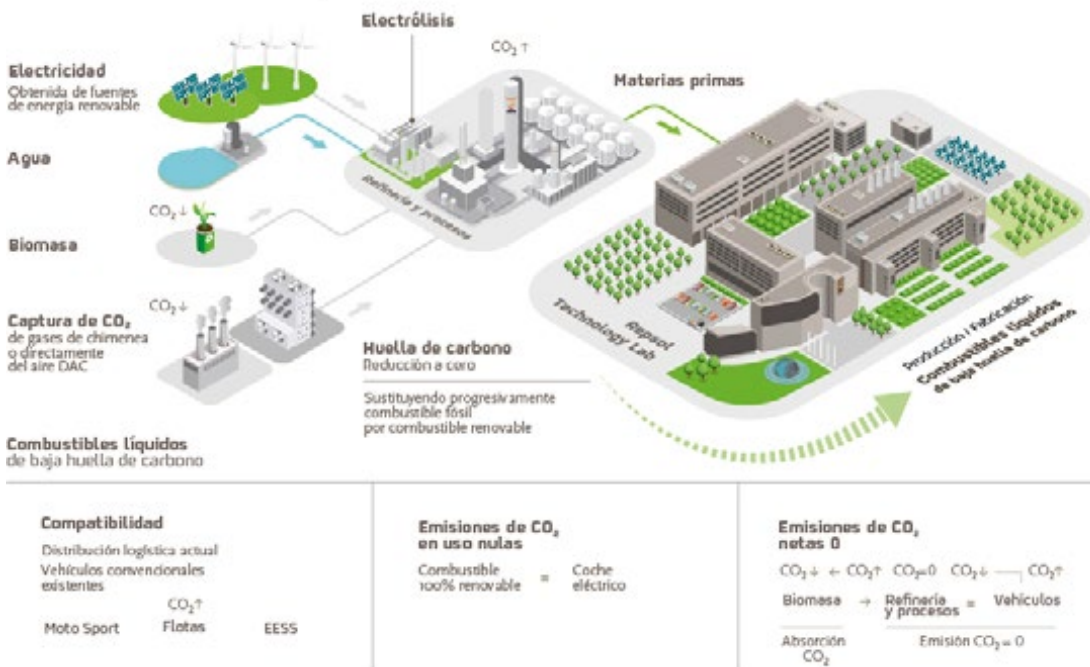 Electrólisis
CO₂ ↑
Electricidad
Obtenida de fuentes
de energía renovable
Materias primas
Agua
Refinería y procesos
CO₂ ↓
Biomasa
CO₂ ↓
Captura de CO₂
de gases de chimenea
o directamente
del aire DAC
Repsol
Technology Lab
Huella de carbono
Reducción a cero
Sustituyendo progresivamente
combustible fósil
por combustible renovable
Producción / Fabricación
Combustibles líquidos
de baja huella de carbono
Combustibles líquidos
de baja huella de carbono
Compatibilidad
Distribución logística actual
Vehículos convencionales
existentes
CO₂↑
Moto Sport Flotas EESS
Emisiones de CO₂
en uso nulas
Combustible
100% renovable = Coche
eléctrico
Emisiones de CO₂
netas 0
CO₂↓ ← CO₂↑ CO₂=0 CO₂↓ CO₂↑
Biomasa → Refinería
y procesos = Vehículos
Absorción
CO₂
Emisión CO₂ = 0